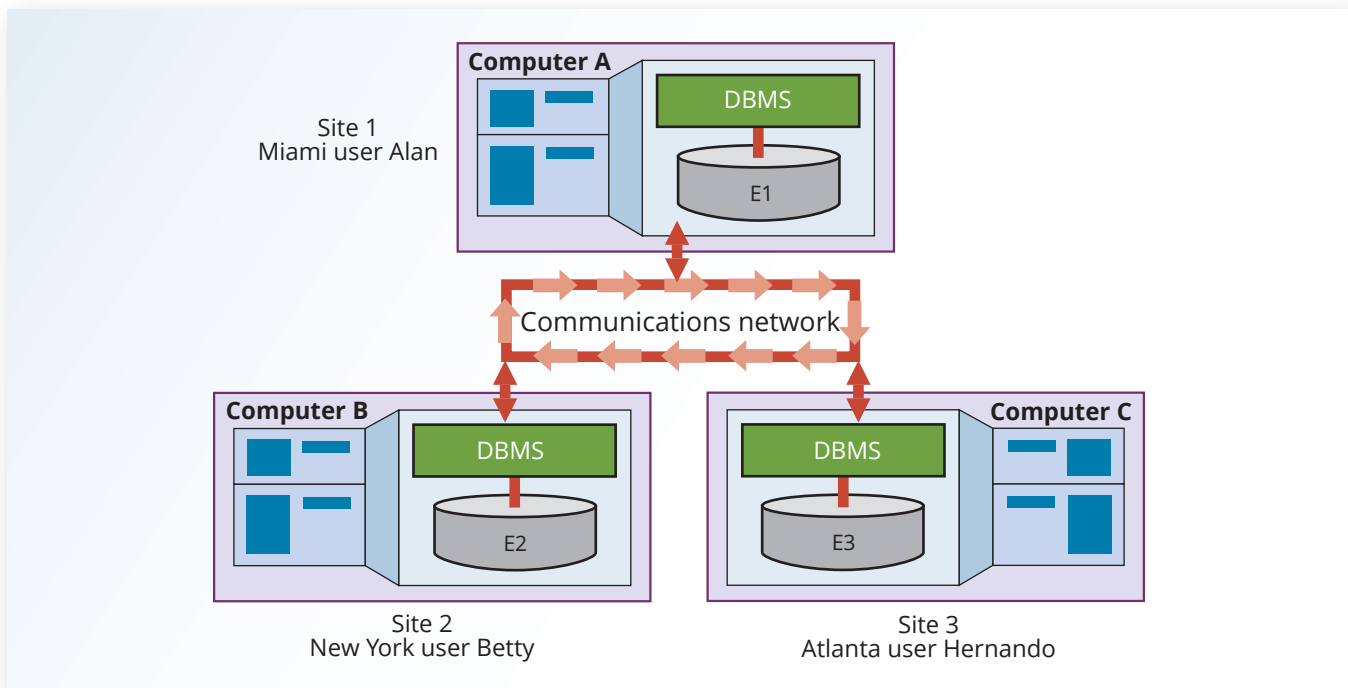 Computer A
DBMS
E1
Site 1
Miami user Alan
Communications network
Computer B
DBMS
E2
Site 2
New York user Betty
Computer C
DBMS
E3
Site 3
Atlanta user Hernando